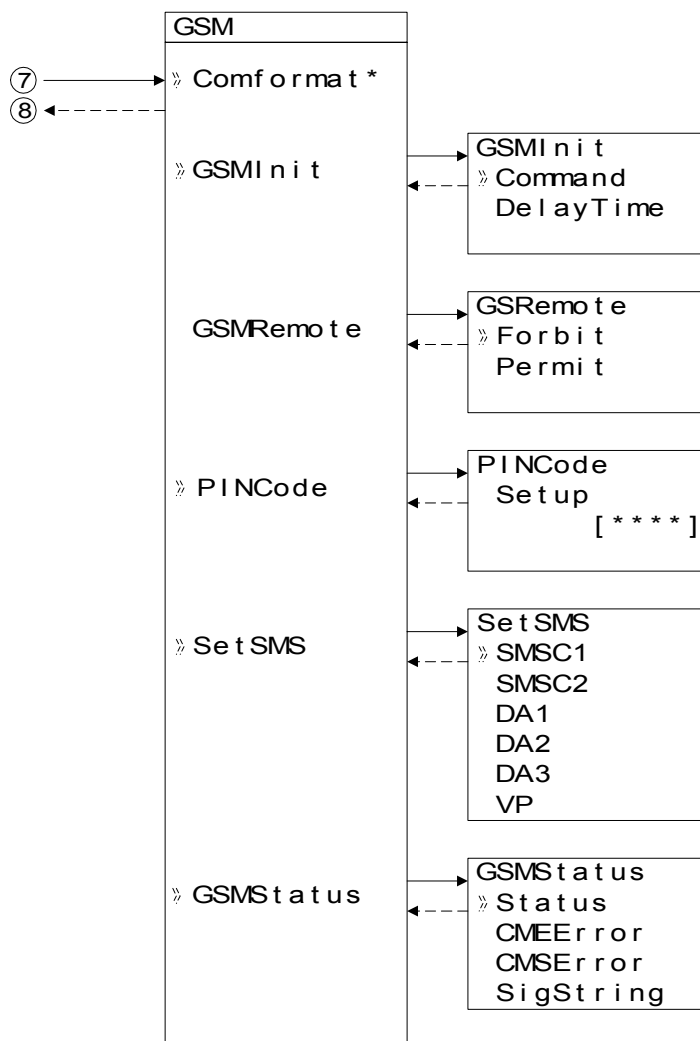 GSM
⑦
» Comformat*
⑧
» GSMInit
GSMInit
» Command
DelayTime
GSMRemote
GSRemote
» Forbit
Permit
» PINCode
PINCode
Setup
[****]
» SetSMS
SetSMS
» SMSC1
SMSC2
DA1
DA2
DA3
VP
» GSMStatus
GSMStatus
» Status
CMEError
CMSError
SigString